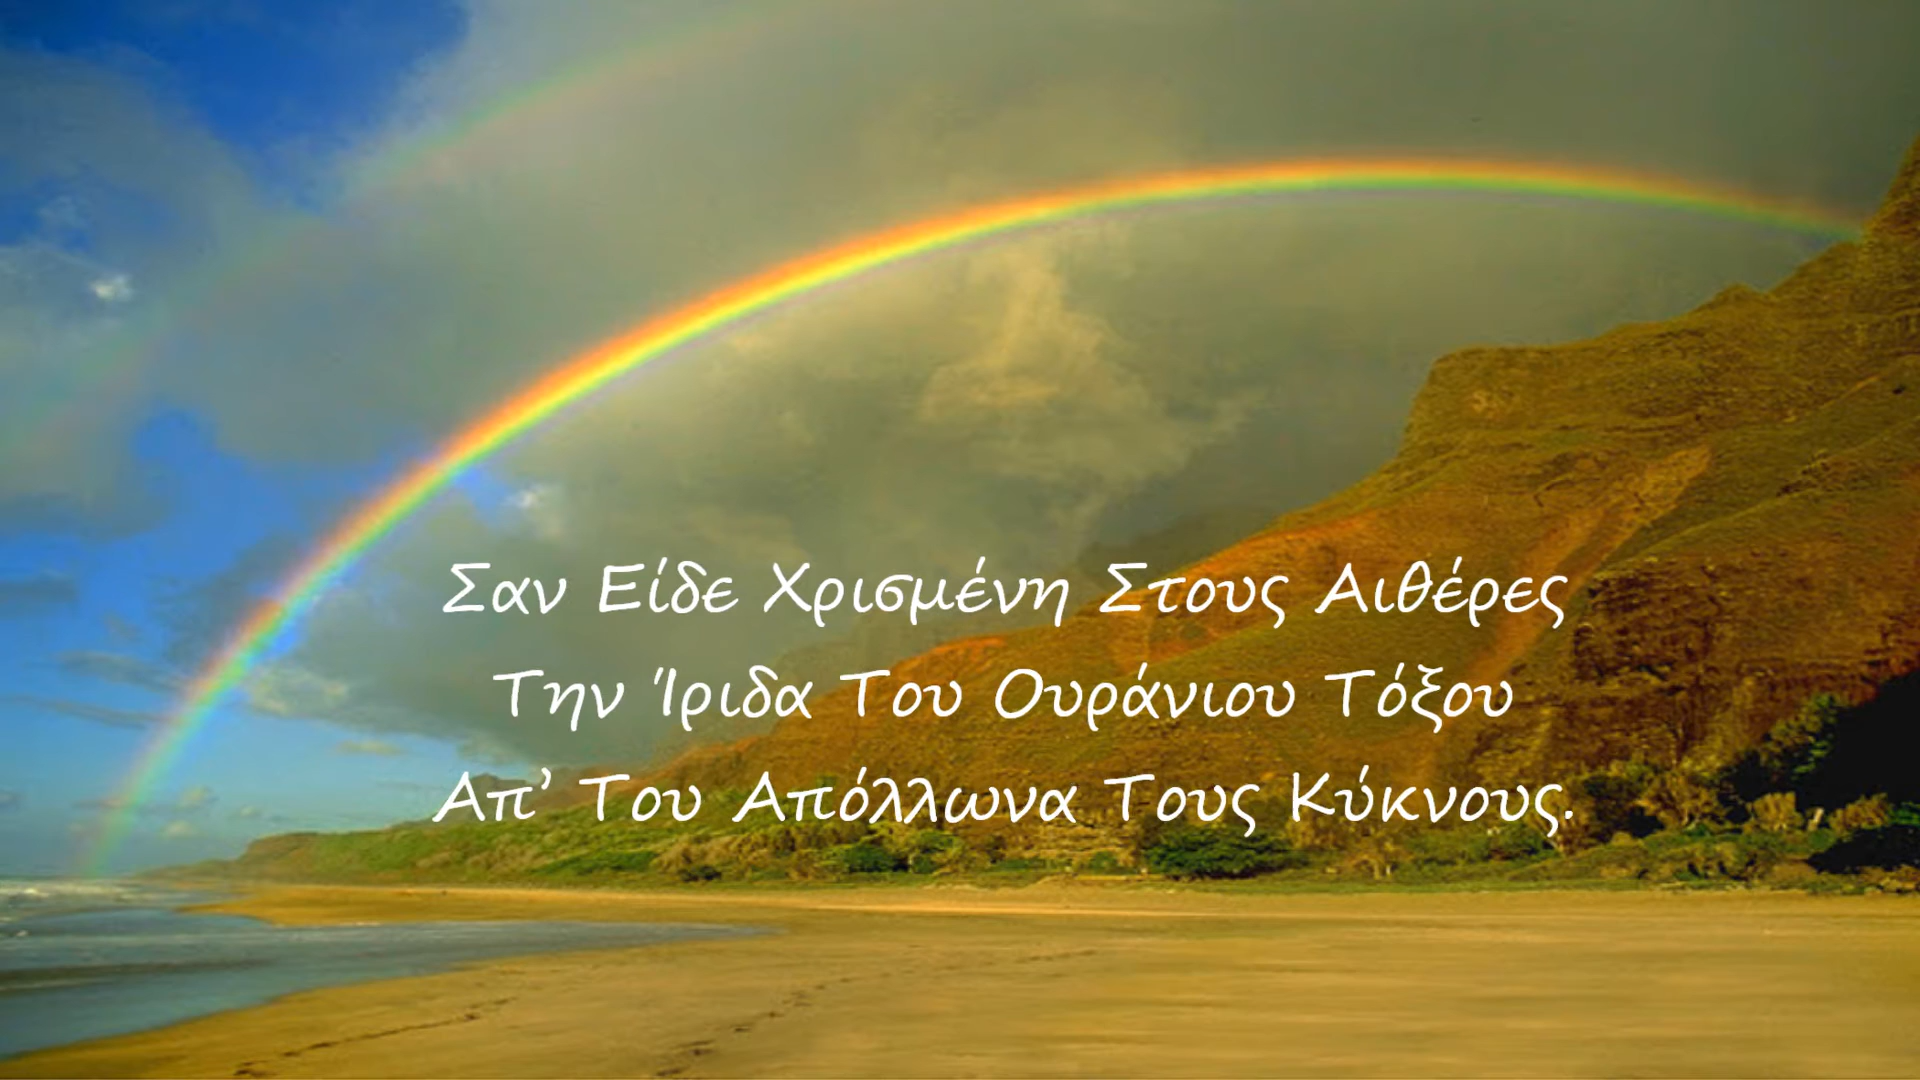 Σαν Είδε Χρισμένη Στους Αιθέρες
Την Ίριδα Του Ουράνιου Τόξου
Απ’ Του Απόλλωνα Τους Κύκνους.